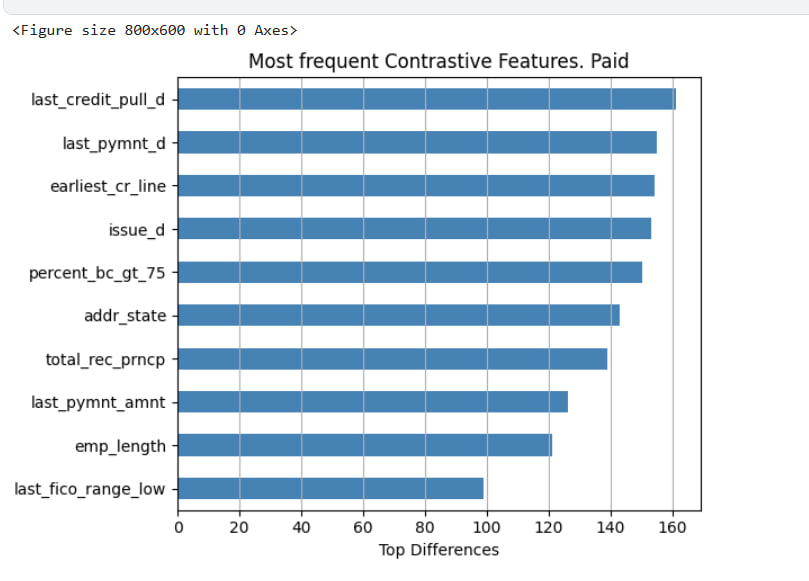 <Figure size 800x600 with 0 Axes>
Most frequent Contrastive Features. Paid
last_credit_pull_d
last_pymnt_d
earliest_cr_line
issue_d
percent_bc_gt_75
addr_state
total_rec_prncp
last_pymnt_amnt
emp_length
last_fico_range_low
0 20 40 60 80 100 120 140 160
Top Differences